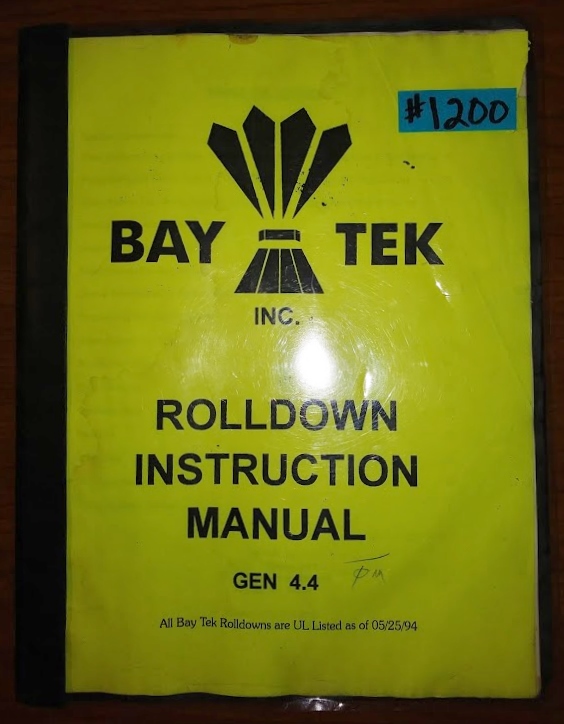 #1200
BAY TEK
INC.
ROLLDOWN
INSTRUCTION
MANUAL
GEN 4.4
All Bay Tek Rolldowns are UL Listed as of 05/25/94